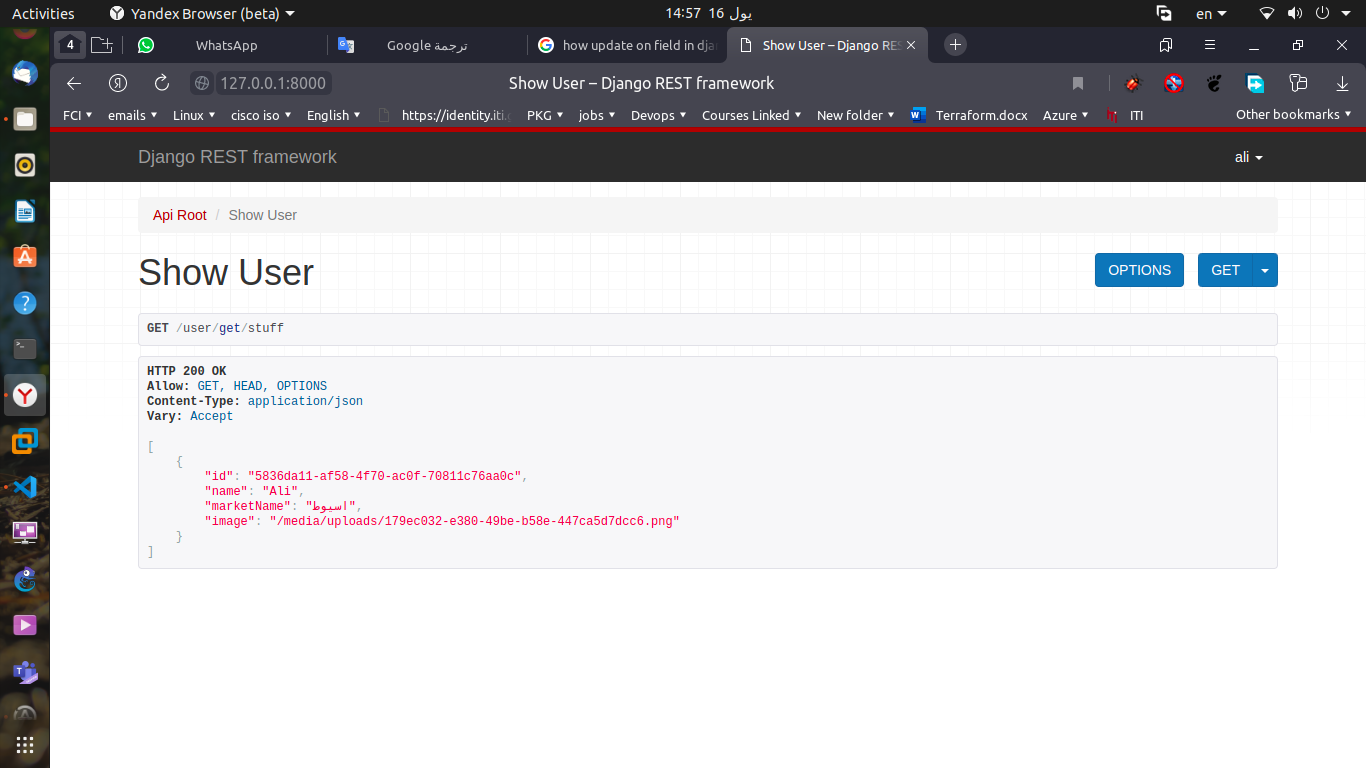 Activities
Yandex Browser (beta)
14:57 16 يول
en
4
WhatsApp
Google ترجمة
how update on field in dja
Show User – Django RES
127.0.0.1:8000
Show User – Django REST framework
FCI
emails
Linux
cisco iso
English
https://identity.iti.g
PKG
jobs
Devops
Courses Linked
New folder
Terraform.docx
Azure
ITI
Other bookmarks
Django REST framework
ali
Api Root / Show User
Show User
OPTIONS
GET
GET /user/get/stuff
HTTP 200 OK
Allow: GET, HEAD, OPTIONS
Content-Type: application/json
Vary: Accept
[
{
"id": "5836da11-af58-4f70-ac0f-70811c76aa0c",
"name": "Ali",
"marketName": "اسيوط",
"image": "/media/uploads/179ec032-e380-49be-b58e-447ca5d7dcc6.png"
}
]